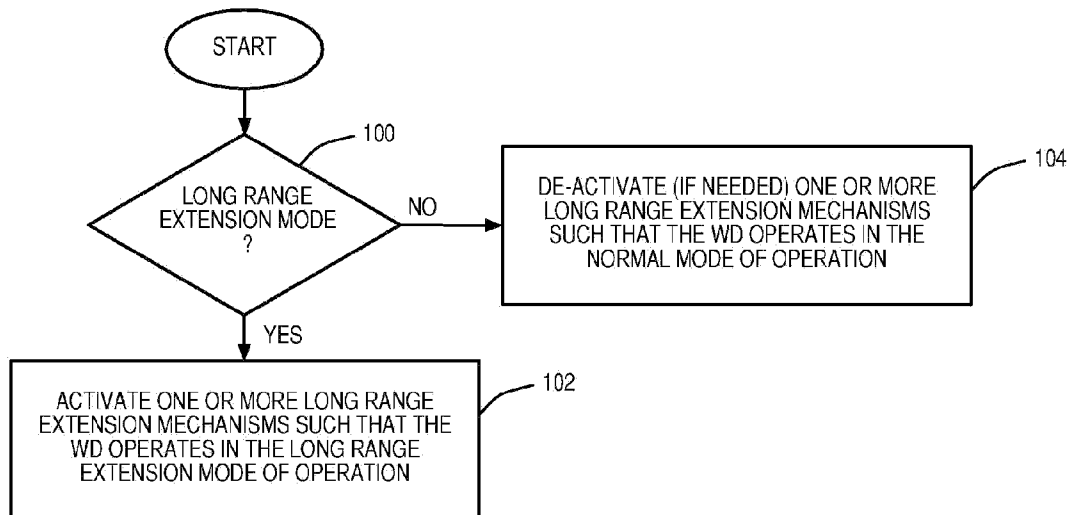 START
100
LONG RANGE
EXTENSION MODE
?
NO
104
DE-ACTIVATE (IF NEEDED) ONE OR MORE
LONG RANGE EXTENSION MECHANISMS
SUCH THAT THE WD OPERATES IN THE
NORMAL MODE OF OPERATION
YES
102
ACTIVATE ONE OR MORE LONG RANGE
EXTENSION MECHANISMS SUCH THAT THE
WD OPERATES IN THE LONG RANGE
EXTENSION MODE OF OPERATION